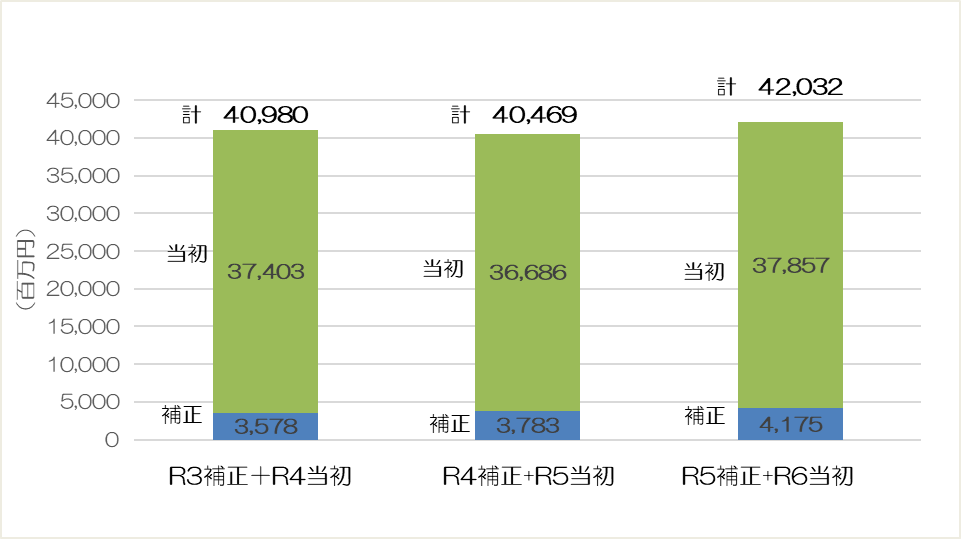 計 40,980
計 40,469
計 42,032
45,000
40,000
35,000
30,000
25,000
20,000
15,000
10,000
5,000
0
(百万円)
当初 37,403
当初 36,686
当初 37,857
補正 3,578
補正 3,783
補正 4,175
R3補正＋R4当初
R4補正+R5当初
R5補正+R6当初